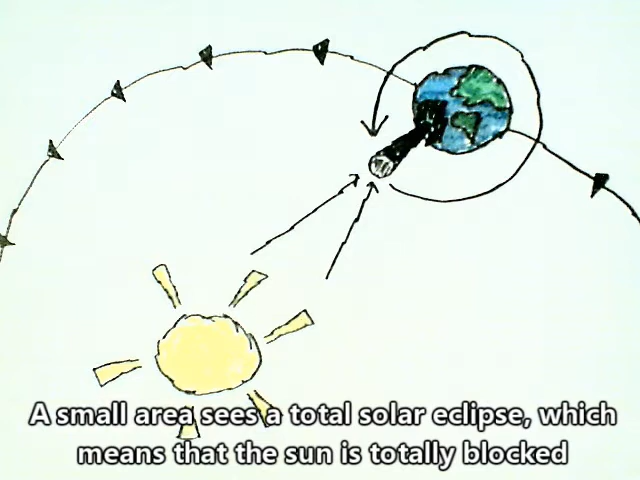 A small area sees a total solar eclipse, which
means that the sun is totally blocked